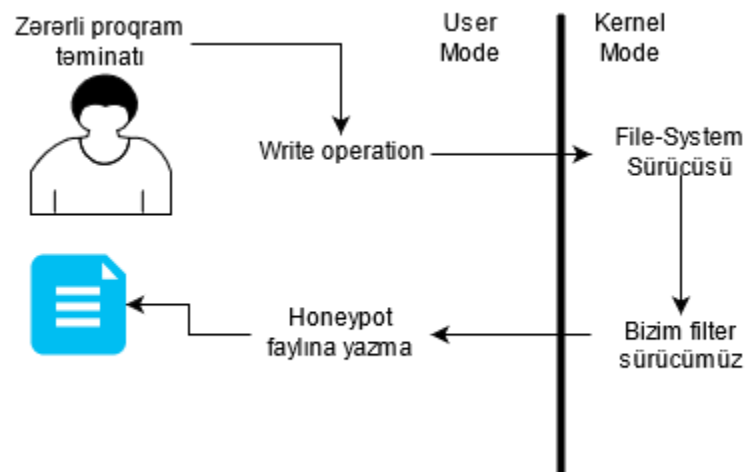 Zərərli proqram
təminatı
User
Mode
Kernel
Mode
Write operation
File-System
Sürücüsü
Honeypot
faylına yazma
Bizim filter
sürücümüz